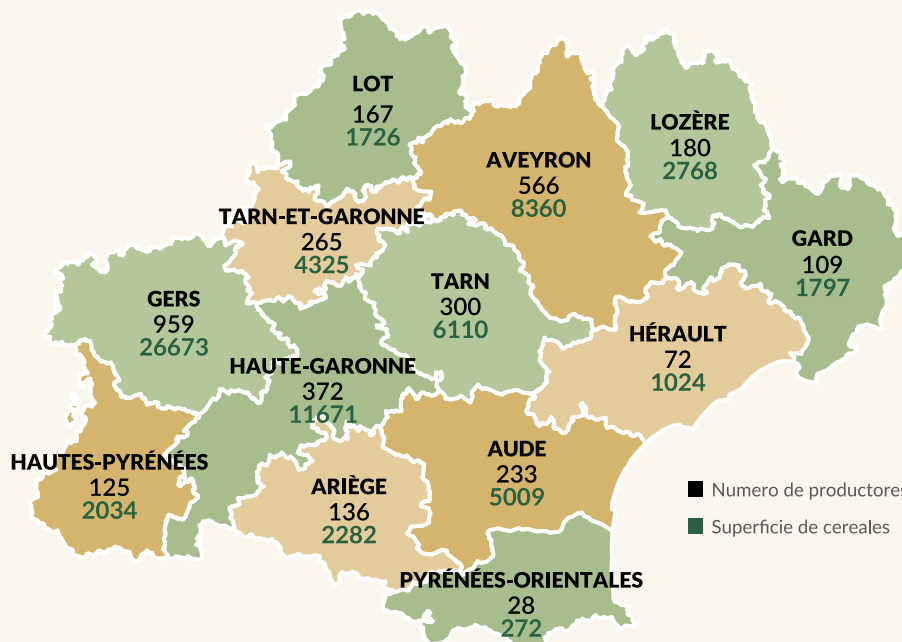 LOT
167
1726
LOZÈRE
180
2768
AVEYRON
566
8360
TARN-ET-GARONNE
265
4325
GARD
109
1797
TARN
300
6110
GERS
959
26673
HÉRAULT
72
1024
HAUTE-GARONNE
372
11671
AUDE
233
5009
HAUTES-PYRÉNÉES
125
2034
ARIÈGE
136
2282
Numero de productores
Superficie de cereales
PYRÉNÉES-ORIENTALES
28
272